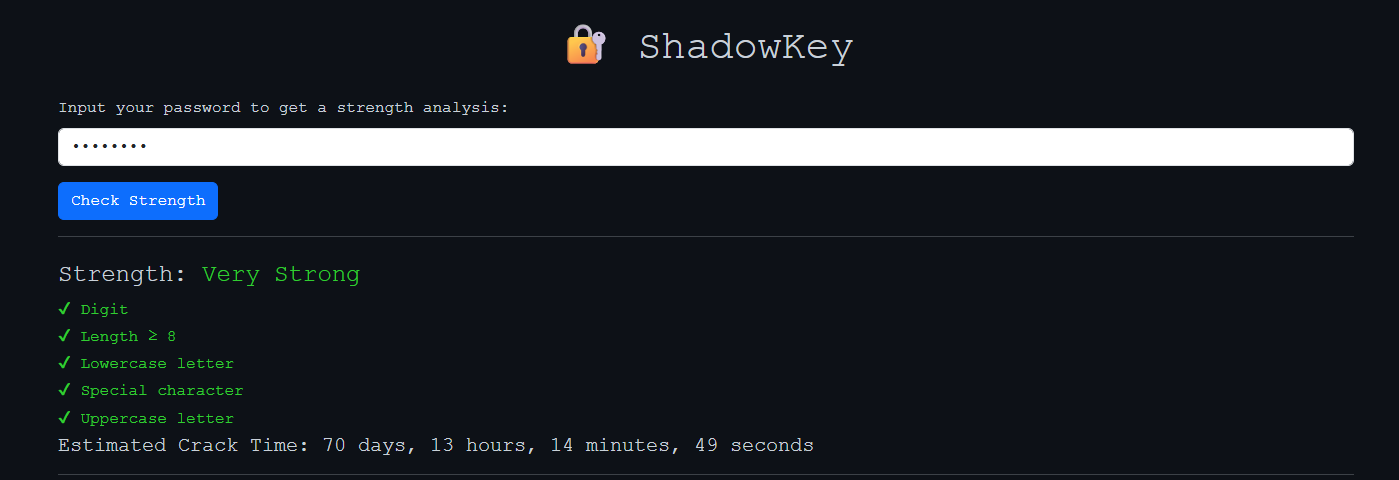 🔐 ShadowKey
Input your password to get a strength analysis:
••••••••
Check Strength
Strength: Very Strong
✓ Digit
✓ Length ≥ 8
✓ Lowercase letter
✓ Special character
✓ Uppercase letter
Estimated Crack Time: 70 days, 13 hours, 14 minutes, 49 seconds